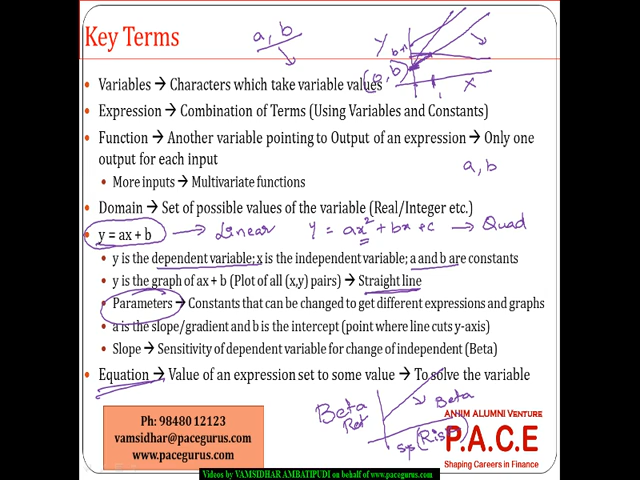 Key Terms
a, b
y
b+1
(0, b)
1
x
Variables → Characters which take variable values
Expression → Combination of Terms (Using Variables and Constants)
Function → Another variable pointing to Output of an expression → Only one
output for each input
a, b
More inputs → Multivariate functions
Domain → Set of possible values of the variable (Real/Integer etc.)
y = ax + b → Linear y = ax² + bx + c → Quad
y is the dependent variable; x is the independent variable; a and b are constants
y is the graph of ax + b (Plot of all (x,y) pairs) → Straight line
Parameters → Constants that can be changed to get different expressions and graphs
a is the slope/gradient and b is the intercept (point where line cuts y-axis)
Slope → Sensitivity of dependent variable for change of independent (Beta)
Equation → Value of an expression set to some value → To solve the variable
Beta
Ret
Beta
(Risk)
Ph: 98480 12123
vamsidhar@pacegurus.com
www.pacegurus.com
AN IIM ALUMNI VENTURE
P.A.C.E
Shaping Careers in Finance
Videos by VAMSIDHAR AMBATIPUDI on behalf of www.pacegurus.com